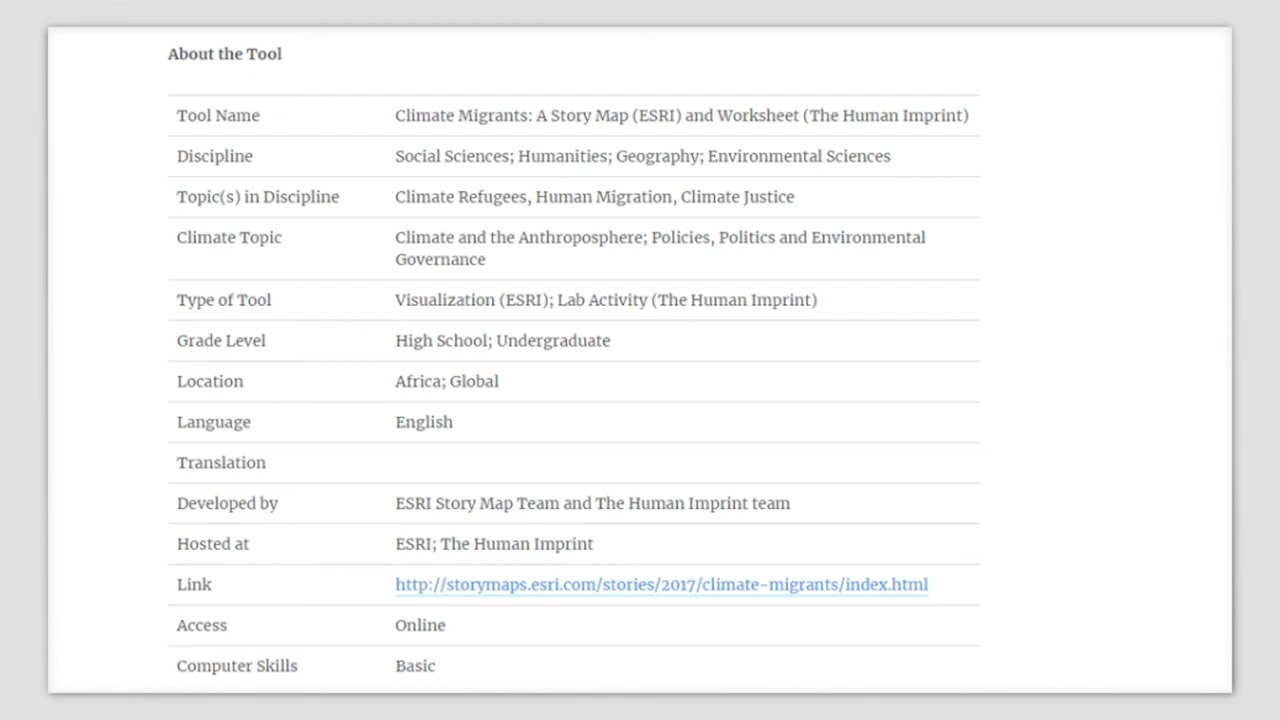 About the Tool
Tool Name Climate Migrants: A Story Map (ESRI) and Worksheet (The Human Imprint)
Discipline Social Sciences; Humanities; Geography; Environmental Sciences
Topic(s) in Discipline Climate Refugees, Human Migration, Climate Justice
Climate Topic Climate and the Anthroposphere; Policies, Politics and Environmental
Governance
Type of Tool Visualization (ESRI); Lab Activity (The Human Imprint)
Grade Level High School; Undergraduate
Location Africa; Global
Language English
Translation
Developed by ESRI Story Map Team and The Human Imprint team
Hosted at ESRI; The Human Imprint
Link http://storymaps.esri.com/stories/2017/climate-migrants/index.html
Access Online
Computer Skills Basic